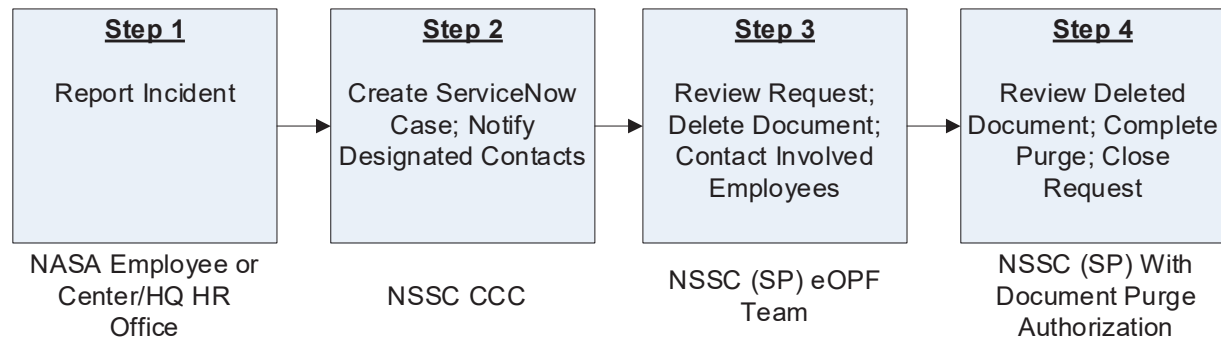 Step 1
Report Incident
NASA Employee or
Center/HQ HR
Office
Step 2
Create ServiceNow
Case; Notify
Designated Contacts
NSSC CCC
Step 3
Review Request;
Delete Document;
Contact Involved
Employees
NSSC (SP) eOPF
Team
Step 4
Review Deleted
Document; Complete
Purge; Close
Request
NSSC (SP) With
Document Purge
Authorization